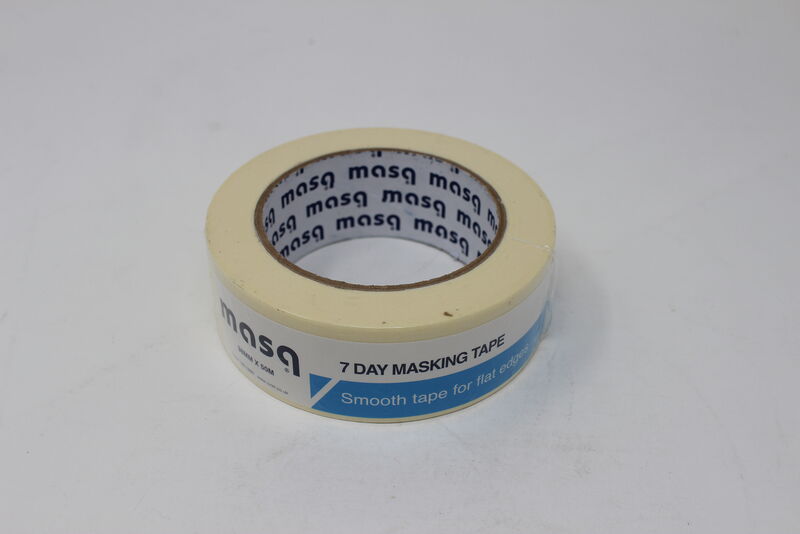 masq masq masq
masq masq masq
masq masq masq
masq
®
X 50M
7 DAY MASKING TAPE
Smooth tape for flat edges